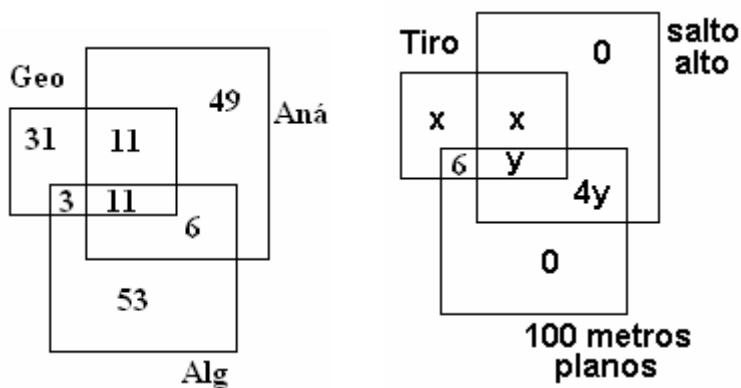 Geo
49
Aná
31
11
3
11
6
53
Alg
Tiro
0
salto
alto
x
x
6
y
4y
0
100 metros
planos